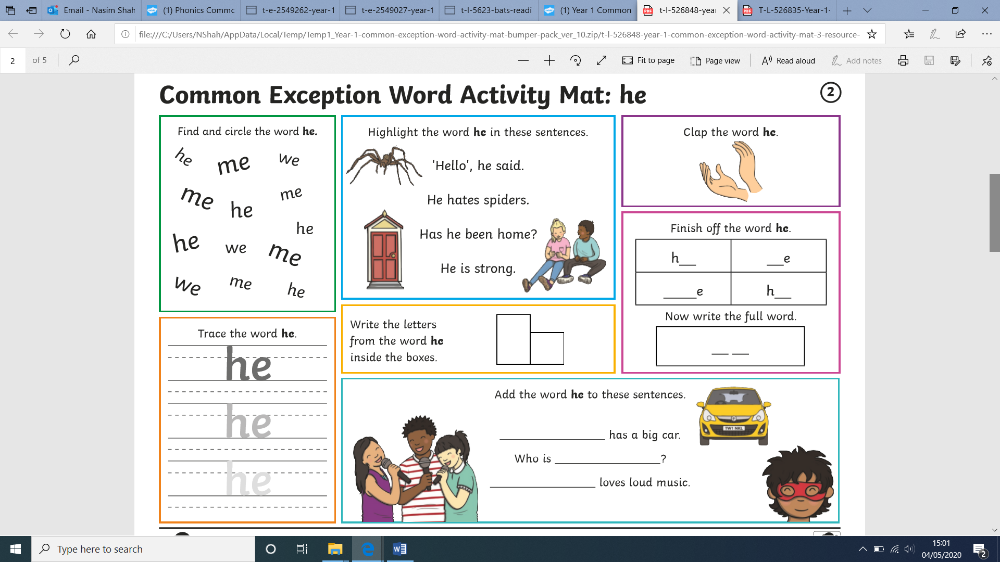 Email - Nasim Shah
(1) Phonics Commc
t-e-2549262-year-1
t-e-2549027-year-1
t-l-5623-bats-readi
(1) Year 1 Common
t-l-526848-year
T-L-526835-Year-1-
file:///C:/Users/NShah/AppData/Local/Temp/Temp1_Year-1-common-exception-word-activity-mat-bumper-pack_ver_10.zip/t-l-526848-year-1-common-exception-word-activity-mat-3-resource-
2 of 5
Fit to page
Page view
Read aloud
Add notes
Common Exception Word Activity Mat: he
2
Find and circle the word he.
he me we
me he me
he
he we me
we me he
Highlight the word he in these sentences.
'Hello', he said.
He hates spiders.
Has he been home?
He is strong.
Clap the word he.
Finish off the word he.
h__ __e
____e h__
Now write the full word.
__ __
Trace the word he.
he
he
he
Write the letters
from the word he
inside the boxes.
Add the word he to these sentences.
________________ has a big car.
Who is ________________?
________________ loves loud music.
TW1 NKL
Type here to search
15:01
04/05/2020
2